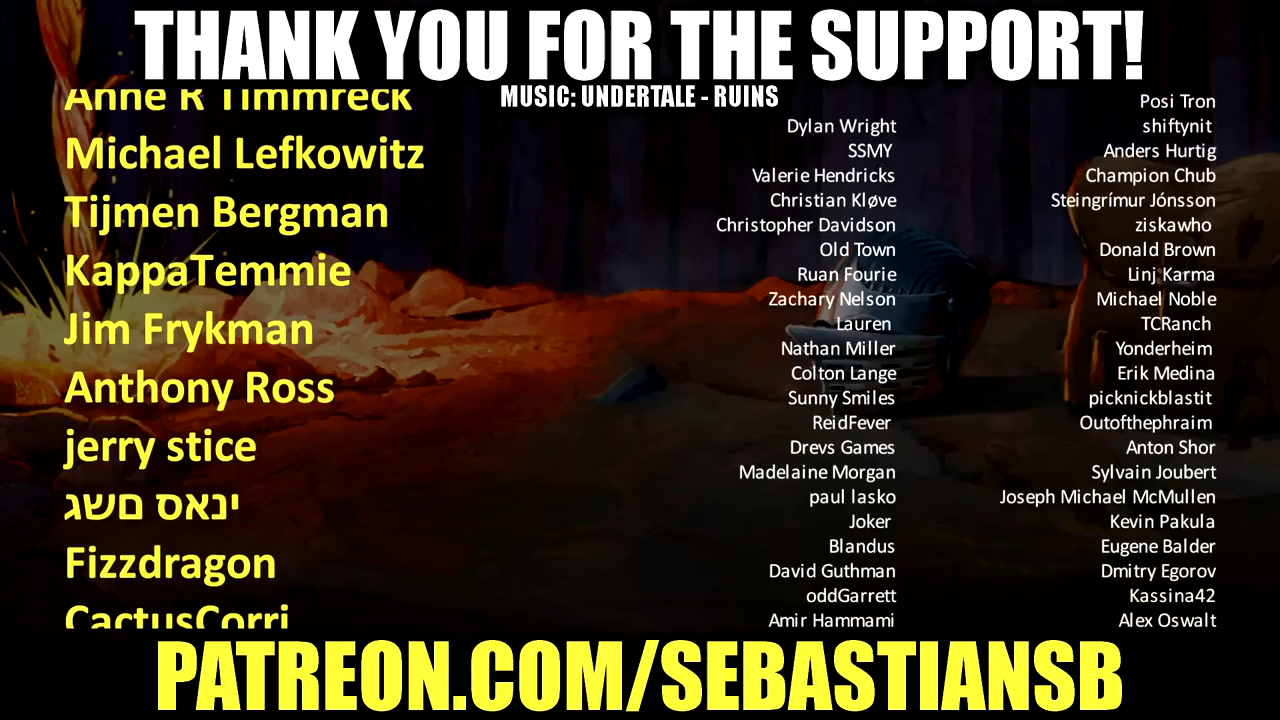 THANK YOU FOR THE SUPPORT!
MUSIC: UNDERTALE - RUINS
Anne R Timmreck
Michael Lefkowitz
Tijmen Bergman
KappaTemmie
Jim Frykman
Anthony Ross
jerry stice
גשם סאני
Fizzdragon
CactusCorri
Dylan Wright
SSMY
Valerie Hendricks
Christian Kløve
Christopher Davidson
Old Town
Ruan Fourie
Zachary Nelson
Lauren
Nathan Miller
Colton Lange
Sunny Smiles
ReidFever
Drevs Games
Madelaine Morgan
paul lasko
Joker
Blandus
David Guthman
oddGarrett
Amir Hammami
Posi Tron
shiftynit
Anders Hurtig
Champion Chub
Steingrímur Jónsson
ziskawho
Donald Brown
Linj Karma
Michael Noble
TCRanch
Yonderheim
Erik Medina
picknickblastit
Outofthephraim
Anton Shor
Sylvain Joubert
Joseph Michael McMullen
Kevin Pakula
Eugene Balder
Dmitry Egorov
Kassina42
Alex Oswalt
PATREON.COM/SEBASTIANSB